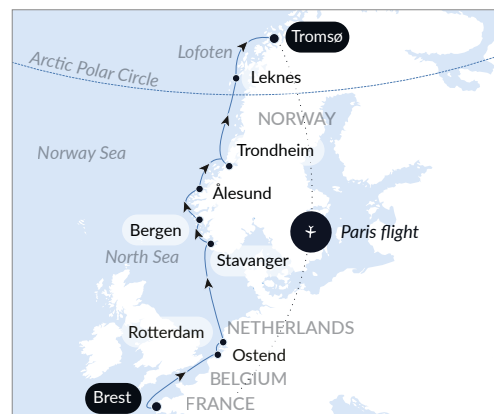 Tromsø
Lofoten
Arctic Polar Circle
Leknes
NORWAY
Norway Sea
Trondheim
Ålesund
Bergen
Paris flight
North Sea
Stavanger
Rotterdam
NETHERLANDS
Ostend
BELGIUM
Brest
FRANCE